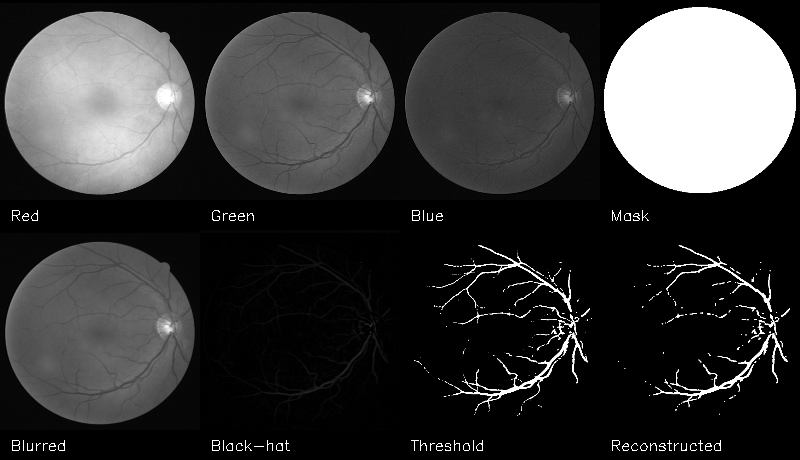 Red
Green
Blue
Mask
Blurred
Black-hat
Threshold
Reconstructed